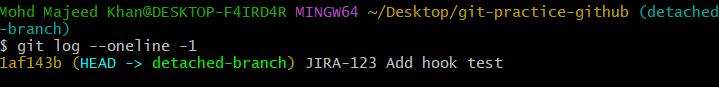 Mohd Majeed Khan@DESKTOP-F4IRD4R MINGW64 ~/Desktop/git-practice-github (detached
-branch)
$ git log --oneline -1
1af143b (HEAD -> detached-branch) JIRA-123 Add hook test